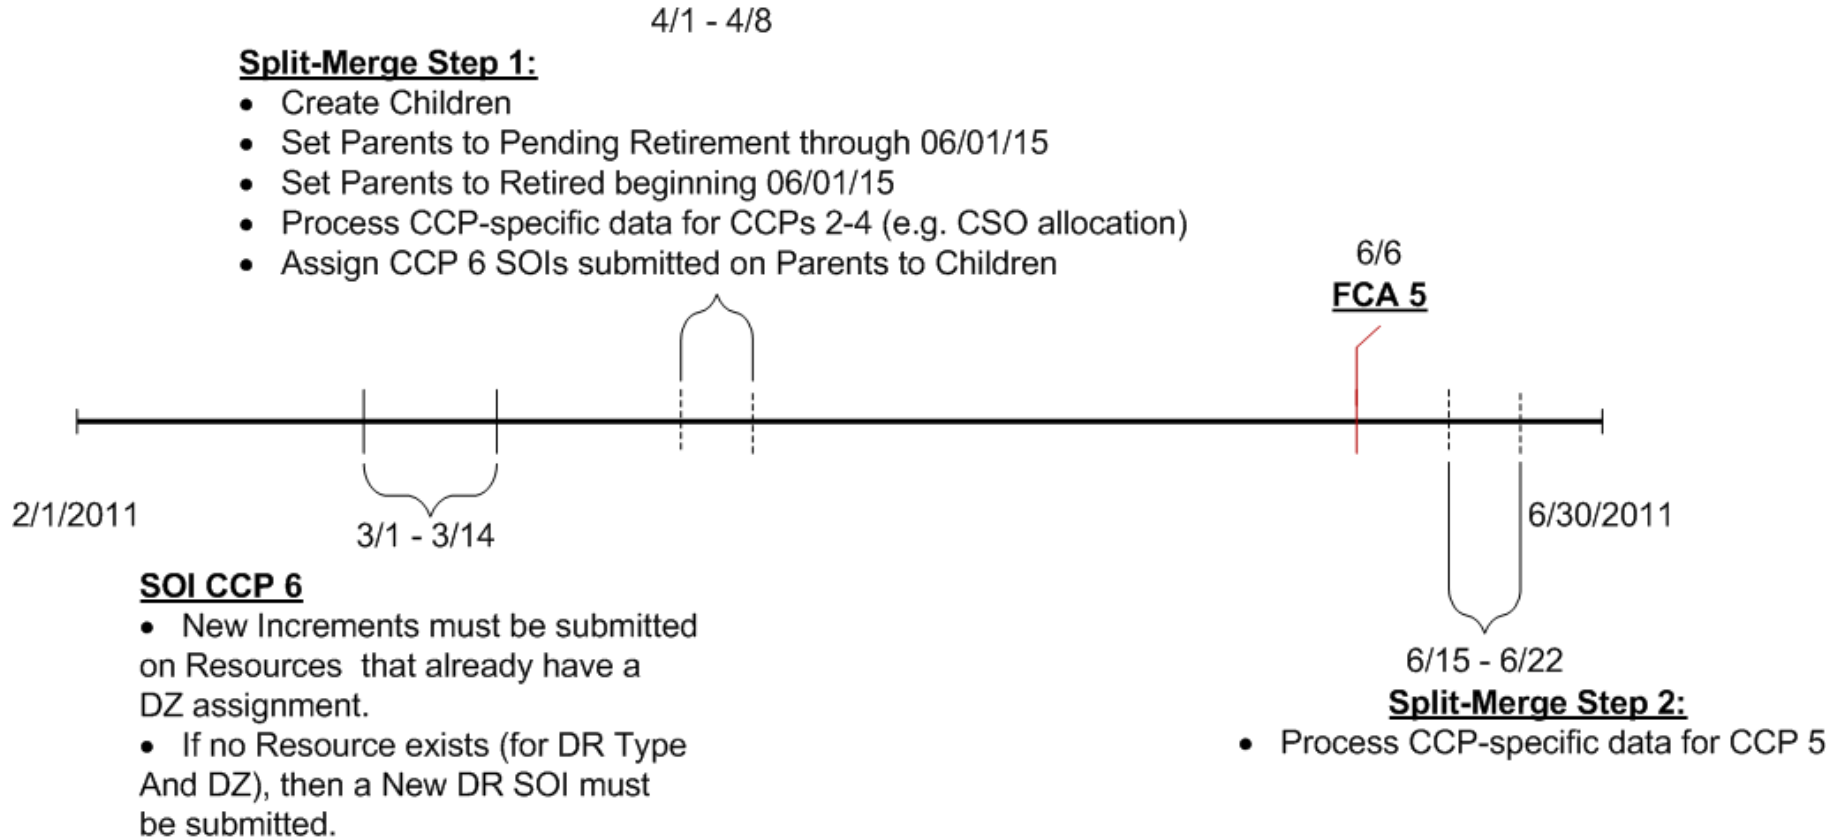 4/1 - 4/8
Split-Merge Step 1:
• Create Children
• Set Parents to Pending Retirement through 06/01/15
• Set Parents to Retired beginning 06/01/15
• Process CCP-specific data for CCPs 2-4 (e.g. CSO allocation)
• Assign CCP 6 SOIs submitted on Parents to Children
6/6
FCA 5
2/1/2011
6/30/2011
3/1 - 3/14
SOI CCP 6
• New Increments must be submitted
on Resources that already have a
DZ assignment.
• If no Resource exists (for DR Type
And DZ), then a New DR SOI must
be submitted.
6/15 - 6/22
Split-Merge Step 2:
• Process CCP-specific data for CCP 5